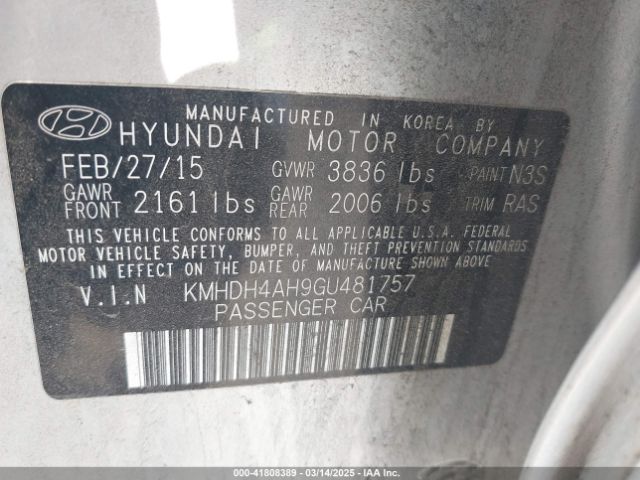 MANUFACTURED IN KOREA BY
HYUNDAI MOTOR COMPANY
FEB/27/15 GVWR 3836 lbs PAINT N3S
GAWR FRONT 2161 lbs GAWR REAR 2006 lbs TRIM RAS
THIS VEHICLE CONFORMS TO ALL APPLICABLE U.S.A. FEDERAL
MOTOR VEHICLE SAFETY, BUMPER, AND THEFT PREVENTION STANDARDS
IN EFFECT ON THE DATE OF MANUFACTURE SHOWN ABOVE
V.I.N KMHDH4AH9GU481757
PASSENGER CAR
000-41808389 - 03/14/2025 - IAA, Inc.